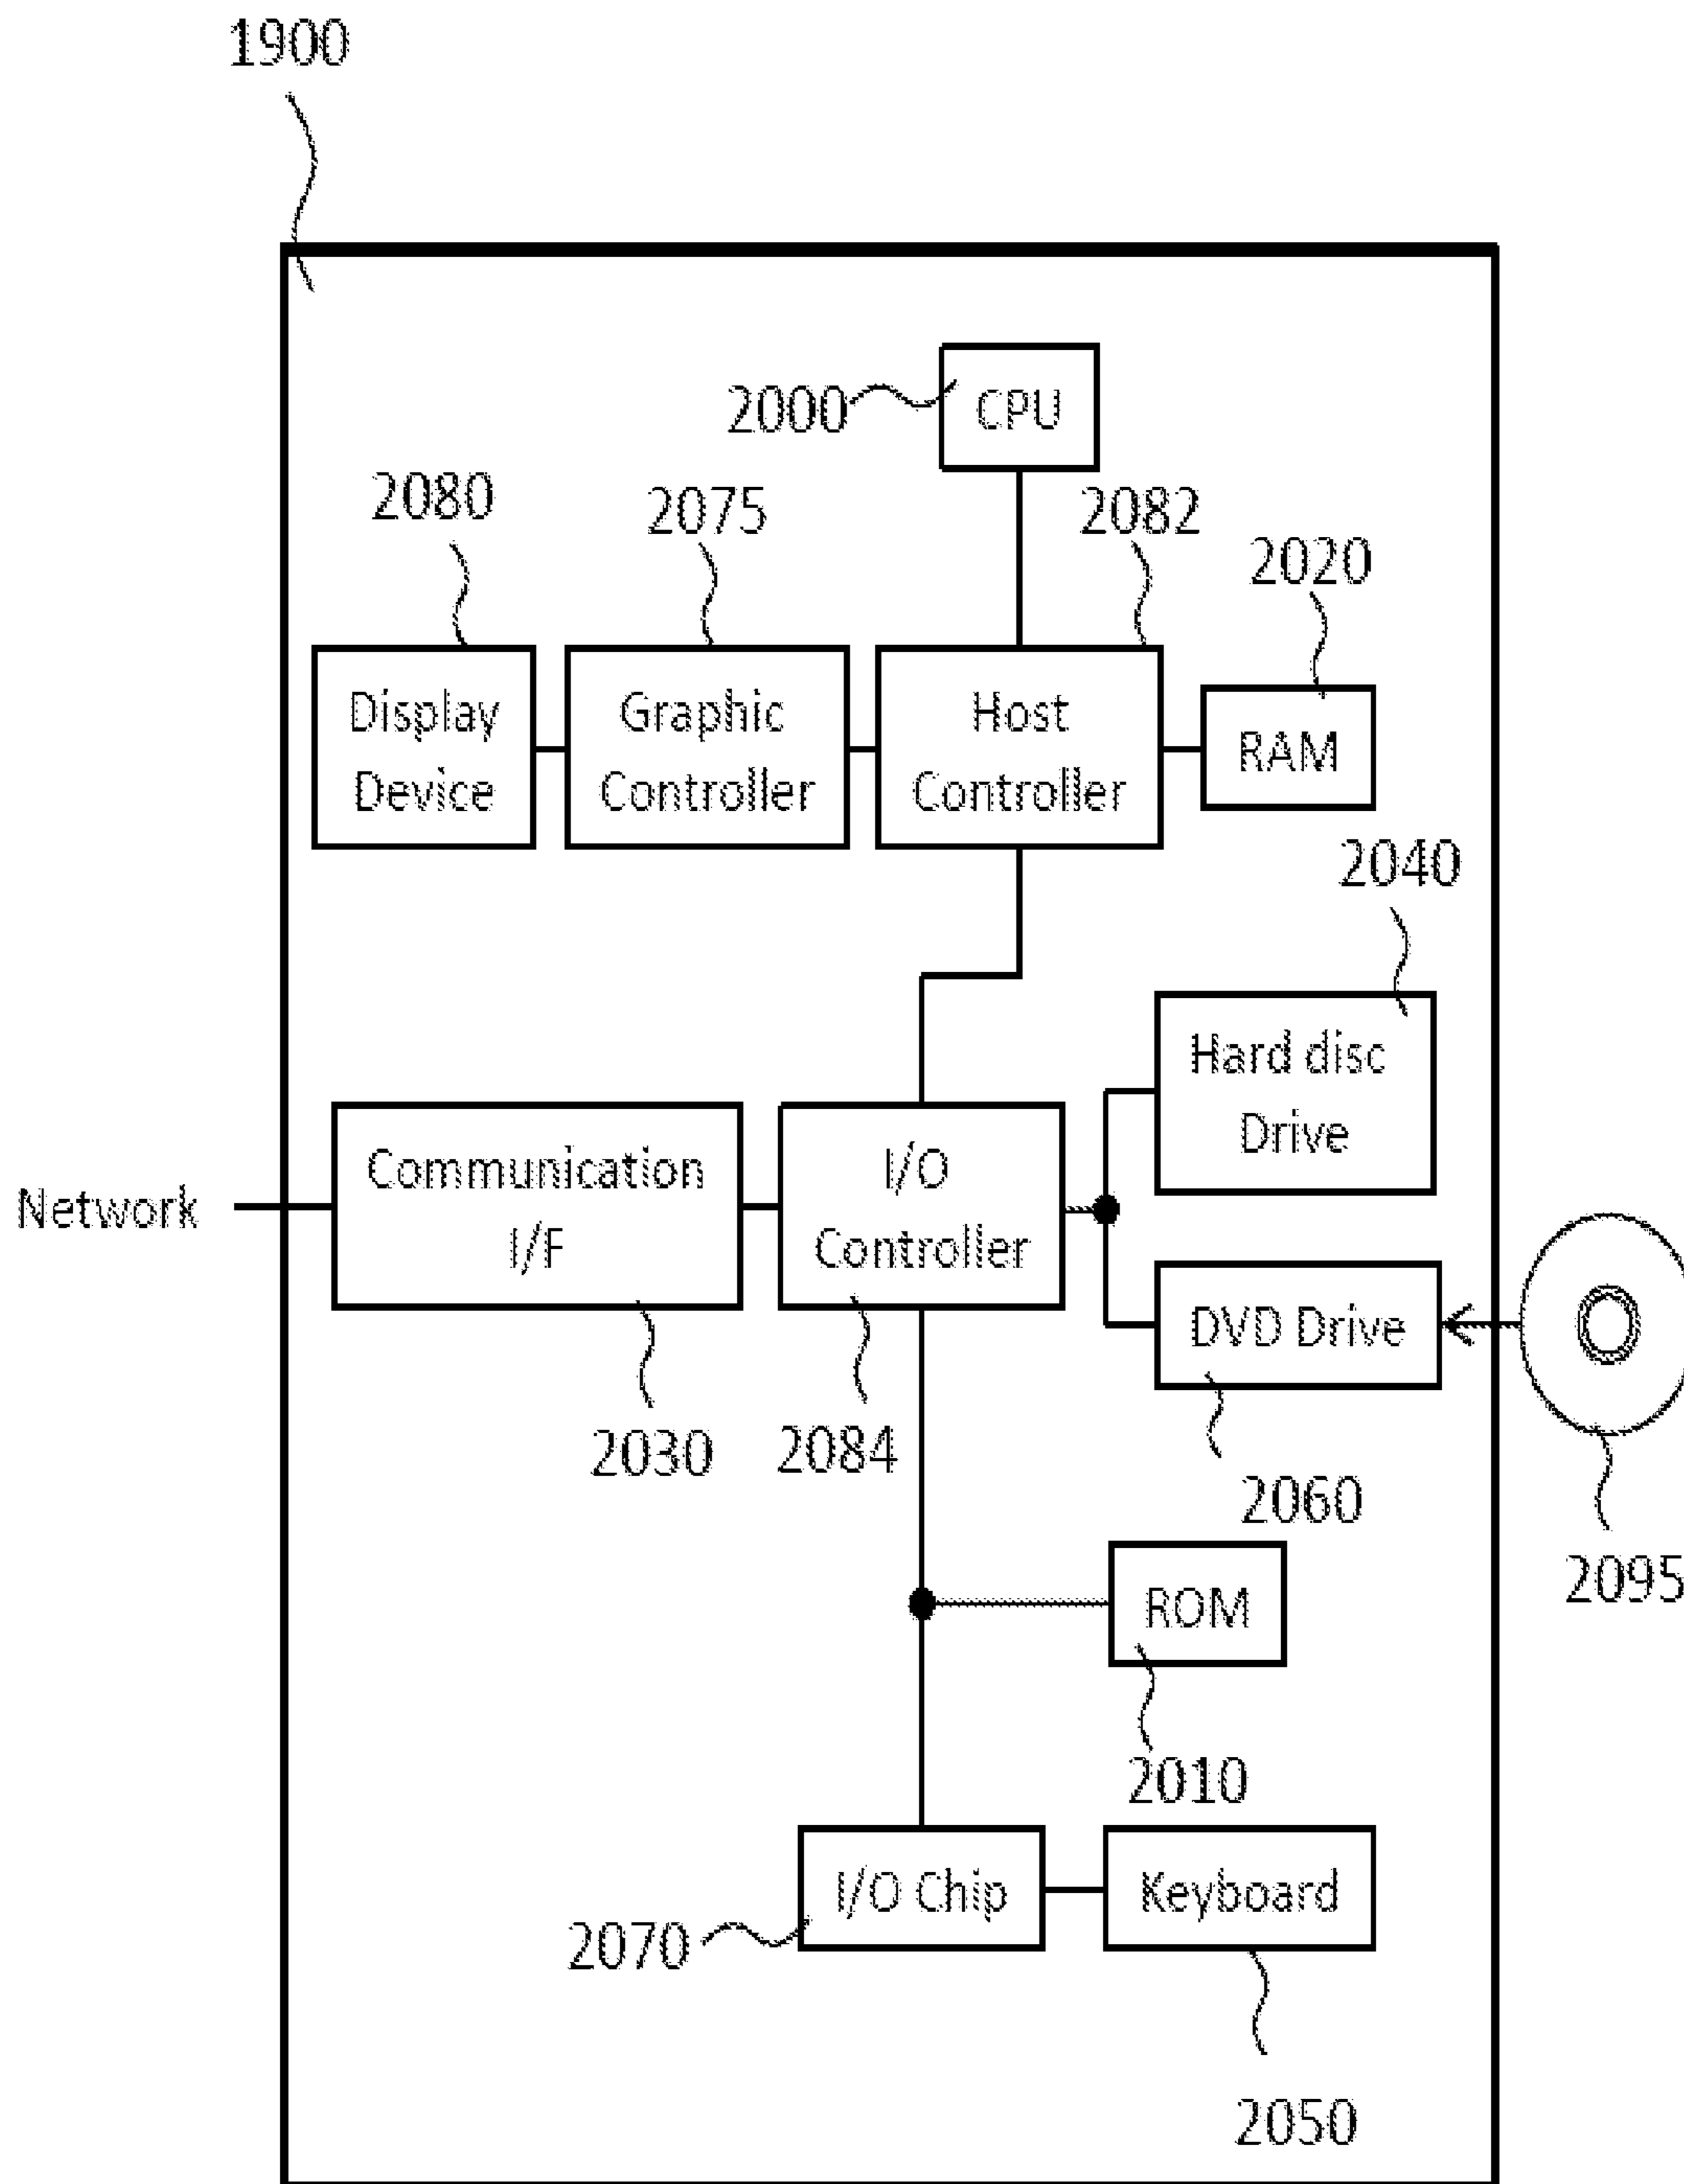 1900
2000
CPU
2080
2075
2082
2020
Display
Device
Graphic
Controller
Host
Controller
RAM
2040
Hard disc
Drive
Network
Communication
I/F
I/O
Controller
DVD Drive
2030
2084
2060
2095
ROM
2010
I/O Chip
Keyboard
2070
2050